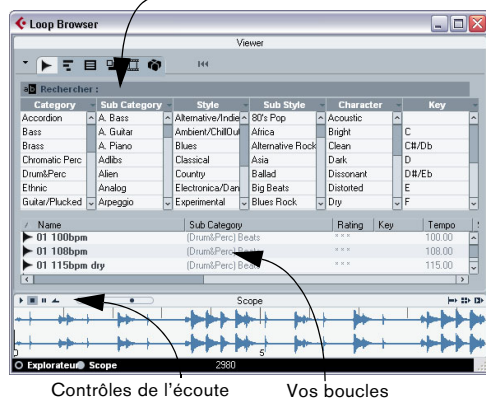 Loop Browser
Viewer
Rechercher :
Category Sub Category Style Sub Style Character Key
Accordion A. Bass Alternative/Indie 80's Pop Acoustic
Bass A. Guitar Ambient/ChillOut Africa Bright C
Brass A. Piano Blues Alternative Rock Clean C#/Db
Chromatic Perc Adlibs Classical Asia Dark D
Drum&Perc Alien Country Ballad Dissonant D#/Eb
Ethnic Analog Electronica/Dan Big Beats Distorted E
Guitar/Plucked Arpeggio Experimental Blues Rock Dry F
Name Sub Category Rating Key Tempo
01 100bpm (Drum&Perc) Beats *** 100.00
01 108bpm (Drum&Perc) Beats *** 108.00
01 115bpm dry (Drum&Perc) Beats *** 115.00
Scope
5
Explorateur Scope 2980
Contrôles de l'écoute Vos boucles